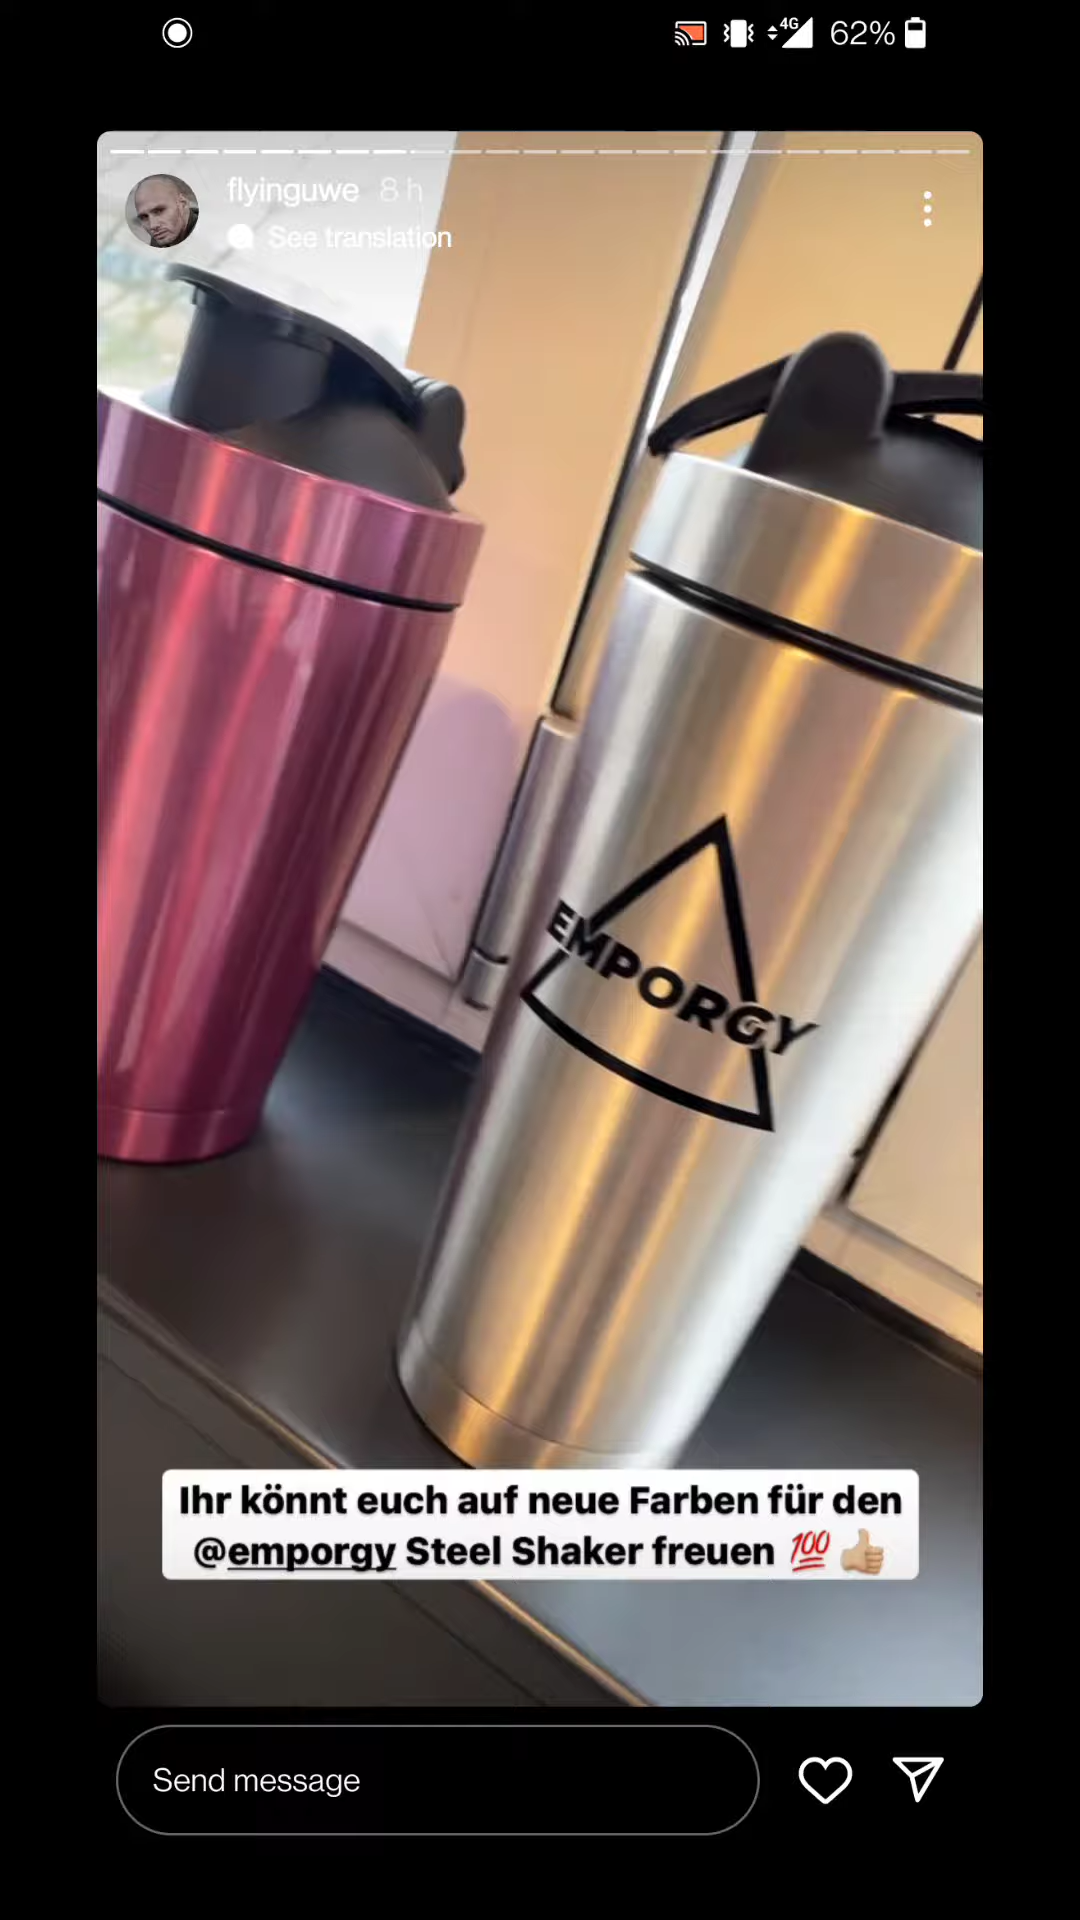 4G 62%
flyinguwe 8 h
See translation
EMPORGY
Ihr könnt euch auf neue Farben für den
@emporgy Steel Shaker freuen 💯 👍🏼
Send message